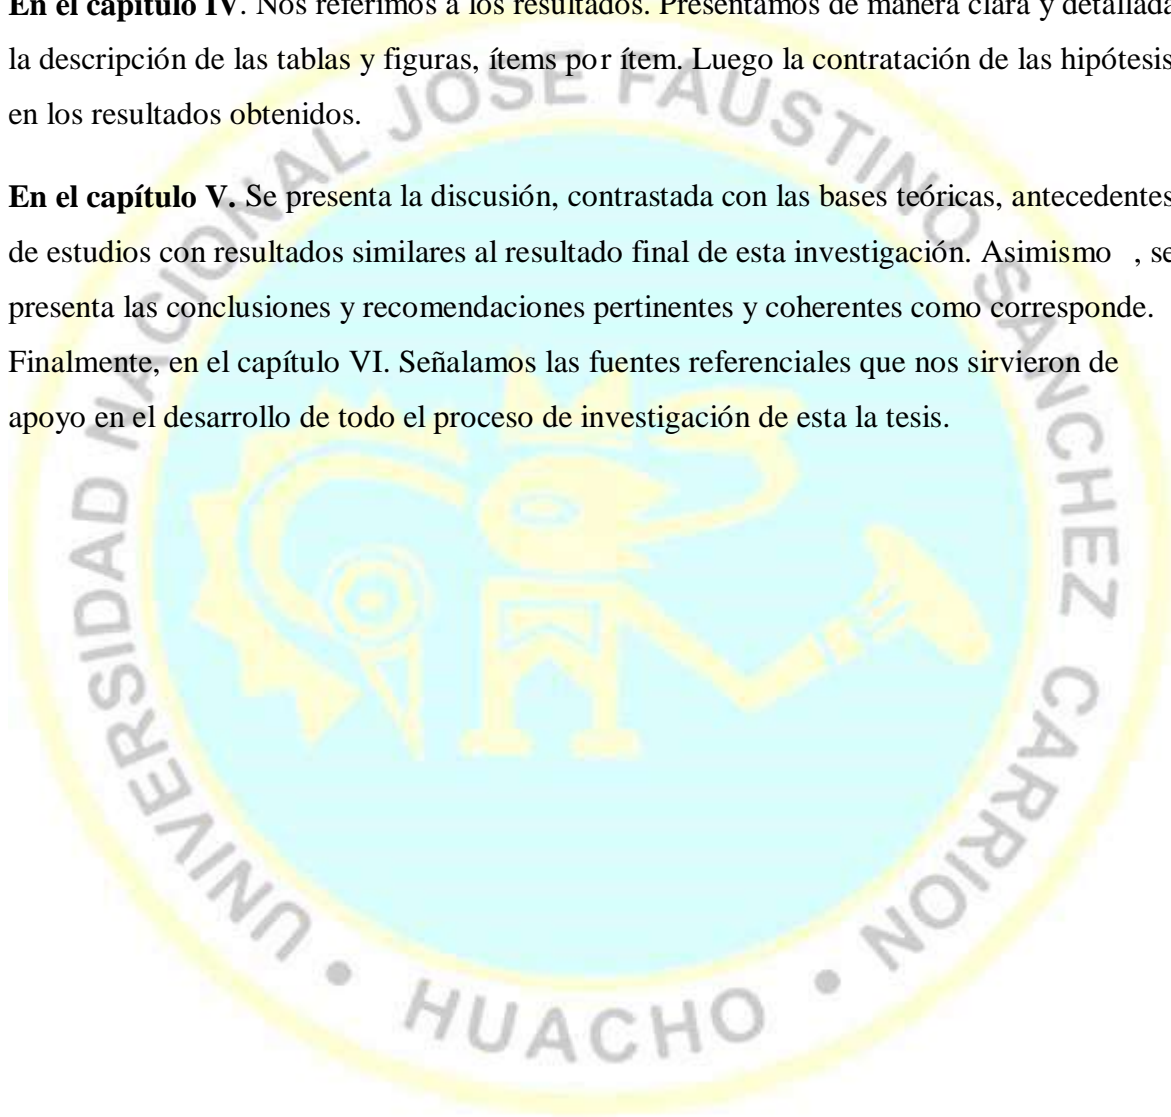 En el capítulo IV. Nos referimos a los resultados. Presentamos de manera clara y detallada
la descripción de las tablas y figuras, ítems por ítem. Luego la contratación de las hipótesis
en los resultados obtenidos.
En el capítulo V. Se presenta la discusión, contrastada con las bases teóricas, antecedentes
de estudios con resultados similares al resultado final de esta investigación. Asimismo , se
presenta las conclusiones y recomendaciones pertinentes y coherentes como corresponde.
Finalmente, en el capítulo VI. Señalamos las fuentes referenciales que nos sirvieron de
apoyo en el desarrollo de todo el proceso de investigación de esta la tesis.
UNIVERSIDAD NACIONAL JOSE FAUSTINO SANCHEZ CARRION
• HUACHO •